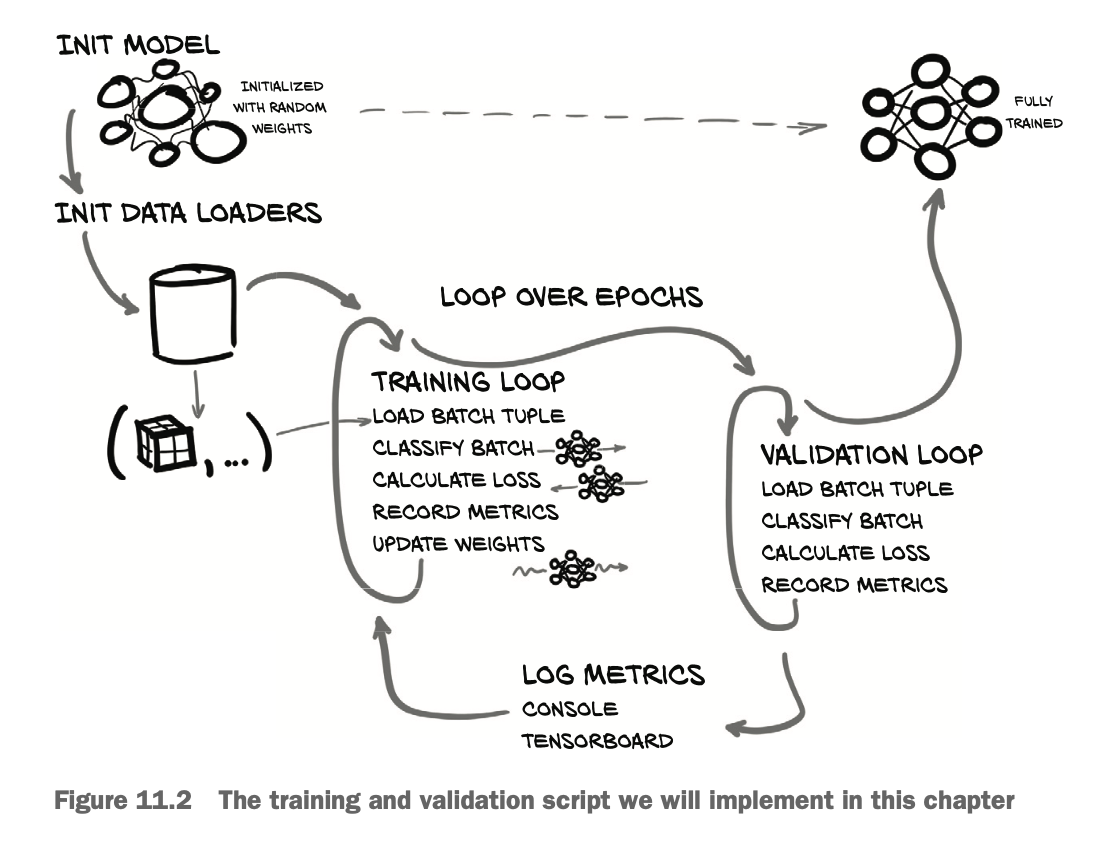 INIT MODEL
INITIALIZED
WITH RANDOM
WEIGHTS
FULLY
TRAINED
INIT DATA LOADERS
LOOP OVER EPOCHS
( , ...)
TRAINING LOOP
LOAD BATCH TUPLE
CLASSIFY BATCH
CALCULATE LOSS
RECORD METRICS
UPDATE WEIGHTS
VALIDATION LOOP
LOAD BATCH TUPLE
CLASSIFY BATCH
CALCULATE LOSS
RECORD METRICS
LOG METRICS
CONSOLE
TENSORBOARD
Figure 11.2 The training and validation script we will implement in this chapter